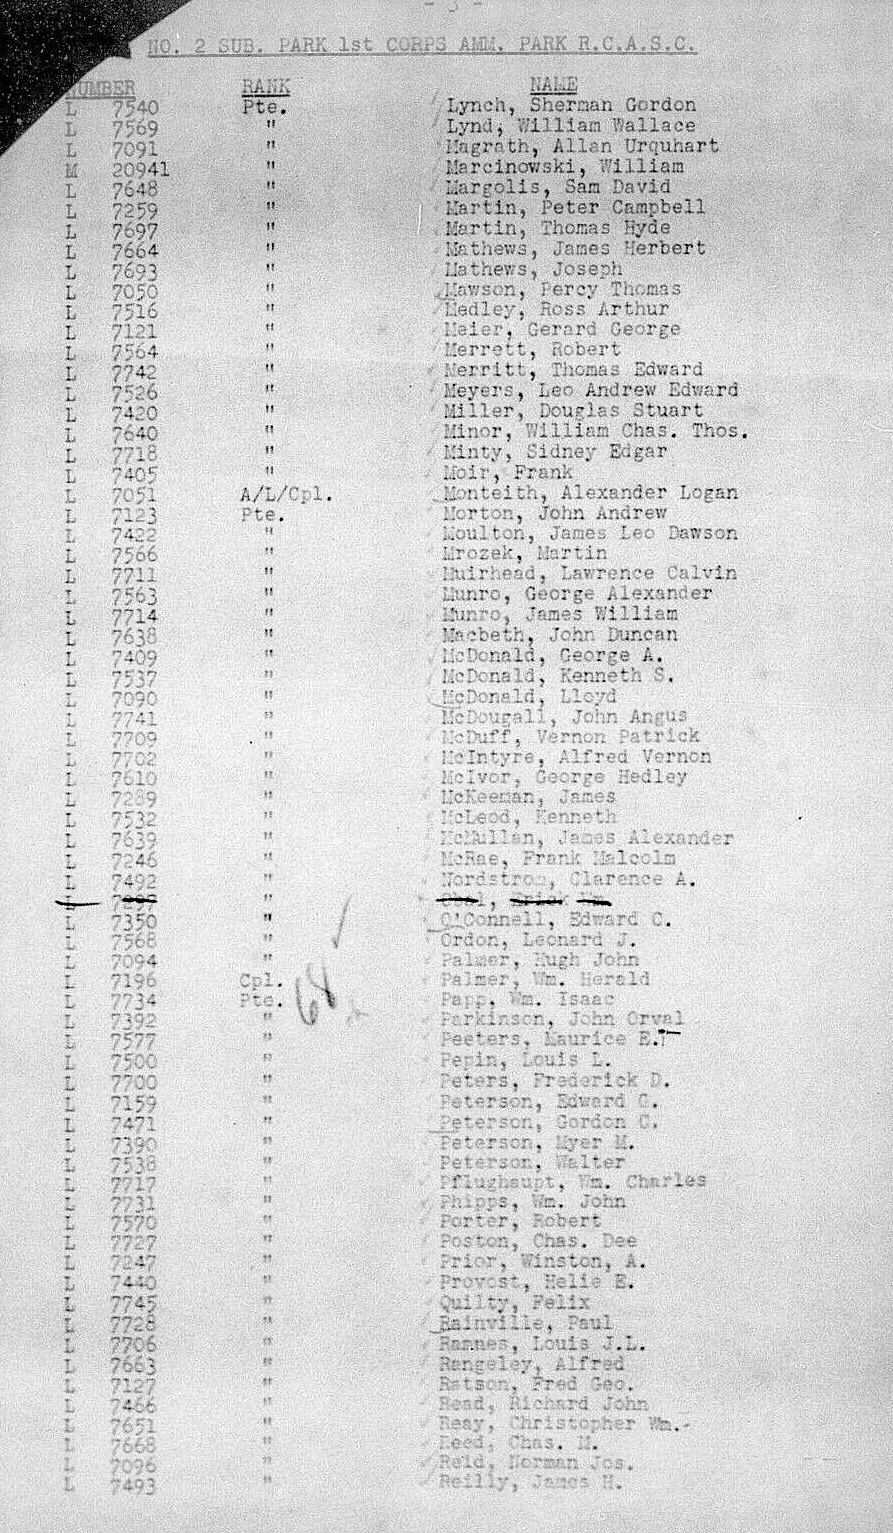 - 3 -
NO. 2 SUB. PARK 1st CORPS AMM. PARK R.C.A.S.C.
NUMBER RANK NAME
L 7540 Pte. Lynch, Sherman Gordon
L 7569 " Lynd, William Wallace
L 7091 " Magrath, Allan Urquhart
M 20941 " Marcinowski, William
L 7648 " Margolis, Sam David
L 7259 " Martin, Peter Campbell
L 7697 " Martin, Thomas Hyde
L 7664 " Mathews, James Herbert
L 7693 " Mathews, Joseph
L 7050 " Mawson, Percy Thomas
L 7516 " Medley, Ross Arthur
L 7121 " Meier, Gerard George
L 7564 " Merrett, Robert
L 7742 " Merritt, Thomas Edward
L 7526 " Meyers, Leo Andrew Edward
L 7420 " Miller, Douglas Stuart
L 7640 " Minor, William Chas. Thos.
L 7718 " Minty, Sidney Edgar
L 7405 " Moir, Frank
L 7051 A/L/Cpl. Monteith, Alexander Logan
L 7123 Pte. Morton, John Andrew
L 7422 " Moulton, James Leo Dawson
L 7566 " Mrozek, Martin
L 7711 " Muirhead, Lawrence Calvin
L 7563 " Munro, George Alexander
L 7714 " Munro, James William
L 7638 " Macbeth, John Duncan
L 7409 " McDonald, George A.
L 7537 " McDonald, Kenneth S.
L 7090 " McDonald, Lloyd
L 7741 " McDougall, John Angus
L 7709 " McDuff, Vernon Patrick
L 7702 " McIntyre, Alfred Vernon
L 7610 " McIvor, George Hedley
L 7289 " McKeeman, James
L 7532 " McLeod, Kenneth
L 7639 " McMullan, James Alexander
L 7246 " McRae, Frank Malcolm
L 7492 " Nordstrom, Clarence A.
"
L 7350 " O'Connell, Edward C.
L 7568 " Ordon, Leonard J.
L 7094 " Palmer, Hugh John
L 7196 Cpl. Palmer, Wm. Herald
L 7734 Pte. 68 Papp, Wm. Isaac
L 7392 " Parkinson, John Orval
L 7577 " Peeters, Maurice E.
L 7500 " Pepin, Louis L.
L 7700 " Peters, Frederick D.
L 7159 " Peterson, Edward G.
L 7471 " Peterson, Gordon C.
L 7390 " Peterson, Myer M.
L 7538 " Peterson, Walter
L 7717 " Pflughaupt, Wm. Charles
L 7731 " Phipps, Wm. John
L 7570 " Porter, Robert
L 7727 " Poston, Chas. Dee
L 7247 " Prior, Winston, A.
L 7440 " Provost, Helie E.
L 7745 " Quilty, Felix
L 7728 " Rainville, Paul
L 7706 " Ramnes, Louis J.L.
L 7663 " Rangeley, Alfred
L 7127 " Ratson, Fred Geo.
L 7466 " Read, Richard John
L 7651 " Reay, Christopher Wm.
L 7668 " Reed, Chas. M.
L 7096 " Reid, Norman Jos.
L 7493 " Reilly, James H.